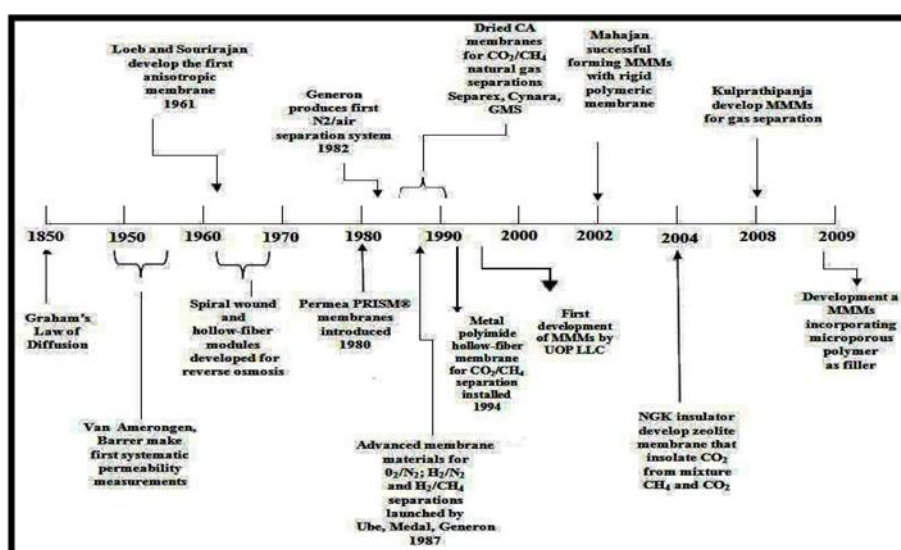 Loeb and Sourirajan
develop the first
anisotropic
membrane
1961
Generon
produces first
N2/air
separation system
1982
Dried CA
membranes
for CO₂/CH₄
natural gas
separations
Separex, Cynara,
GMS
Mahajan
successful
forming MMMs
with rigid
polymeric
membrane
Kulprathipanja
develop MMMs
for gas separation
1850 1950 1960 1970 1980 1990 2000 2002 2004 2008 2009
Graham's
Law of
Diffusion
Van Amerongen,
Barrer make
first systematic
permeability
measurements
Spiral wound
and
hollow-fiber
modules
developed for
reverse osmosis
Permea PRISM®
membranes
introduced
1980
Advanced membrane
materials for
0₂/N₂; H₂/N₂
and H₂/CH₄
separations
launched by
Ube, Medal, Generon
1987
Metal
polyimide
hollow-fiber
membrane
for CO₂/CH₄
separation
installed
1994
First
development
of MMMs by
UOP LLC
NGK insulator
develop zeolite
membrane that
insolate CO₂
from mixture
CH₄ and CO₂
Development a
MMMs
incorporating
microporous
polymer
as filler